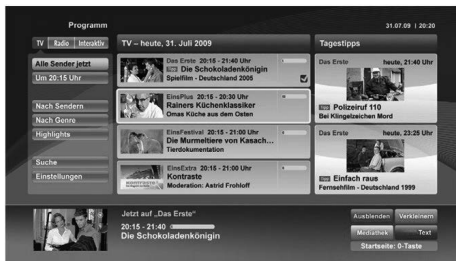 Programm
31.07.09 | 20:20
TV Radio Interaktiv
Alle Sender jetzt
Um 20:15 Uhr
Nach Sendern
Nach Genre
Highlights
Suche
Einstellungen
TV – heute, 31. Juli 2009
Das Erste 20:15 - 21:40 Uhr
Tipp Die Schokoladenkönigin
Spielfilm - Deutschland 2005
EinsPlus 20:15 - 20:30 Uhr
Rainers Küchenklassiker
Omas Küche aus dem Osten
EinsFestival 20:15 - 21:00 Uhr
Die Murmeltiere von Kasach...
Tierdokumentation
EinsExtra 20:15 - 21:00 Uhr
Kontraste
Moderation: Astrid Frohloff
Tagestipps
Das Erste heute, 21:40 Uhr
Tipp Polizeiruf 110
Bei Klingelzeichen Mord
Das Erste heute, 23:25 Uhr
Tipp Einfach raus
Fernsehfilm - Deutschland 1999
Jetzt auf „Das Erste“
20:15 - 21:40
Die Schokoladenkönigin
Ausblenden Verkleinern
Mediathek Text
Startseite: 0-Taste